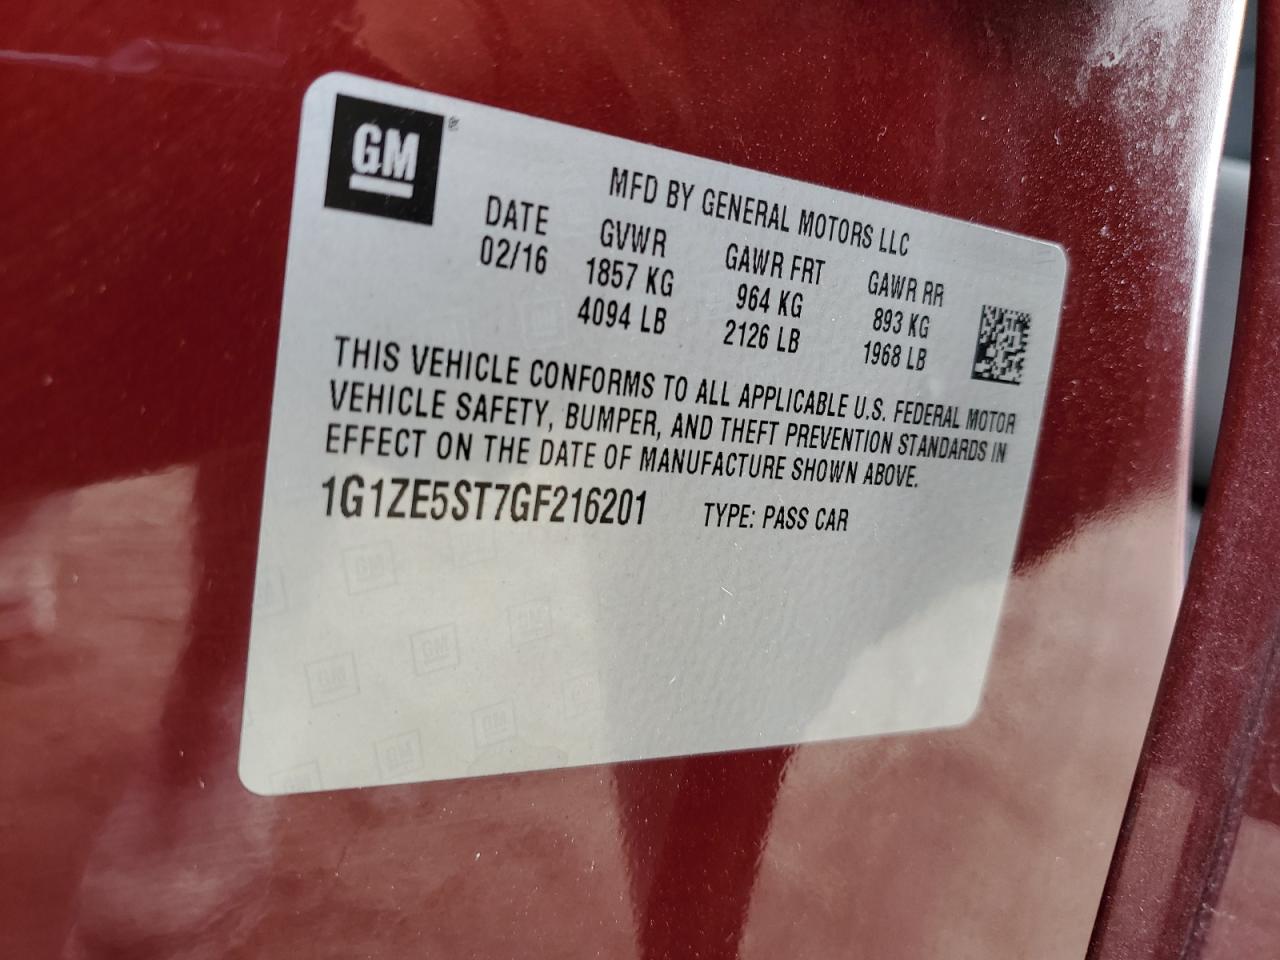 GM ®
MFD BY GENERAL MOTORS LLC
DATE GVWR GAWR FRT GAWR RR
02/16 1857 KG 964 KG 893 KG
4094 LB 2126 LB 1968 LB
THIS VEHICLE CONFORMS TO ALL APPLICABLE U.S. FEDERAL MOTOR
VEHICLE SAFETY, BUMPER, AND THEFT PREVENTION STANDARDS IN
EFFECT ON THE DATE OF MANUFACTURE SHOWN ABOVE.
1G1ZE5ST7GF216201 TYPE: PASS CAR